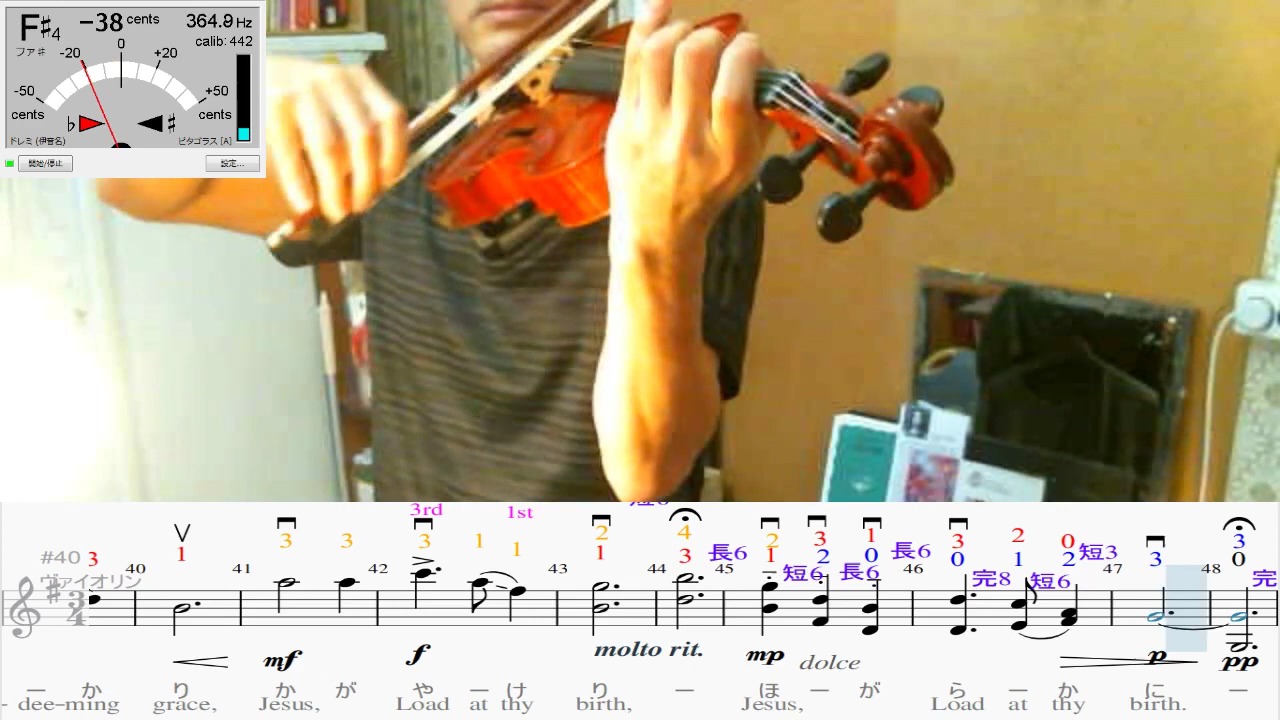 F♯4 −38 cents 364.9 Hz
ファ♯ calib: 442
-50 cents -20 0 +20 +50 cents
♭ ♯
ドレミ (伊音名) ピタゴラス [A]
開始/停止 設定...
3rd 1st
3 1 3 3 3 1 1 2 1 4 3 長6 2 1 短6 3 2 長6 1 0 長6 3 0 完8 2 1 短6 0 2 短3 3 3 0 完
#40 40 41 42 43 44 45 46 47 48
ヴァイオリン
3/4
mf f molto rit. mp dolce p pp
— か り か が や — け り — ほ — が ら — か に —
- dee-ming grace, Jesus, Load at thy birth, Jesus, Load at thy birth.